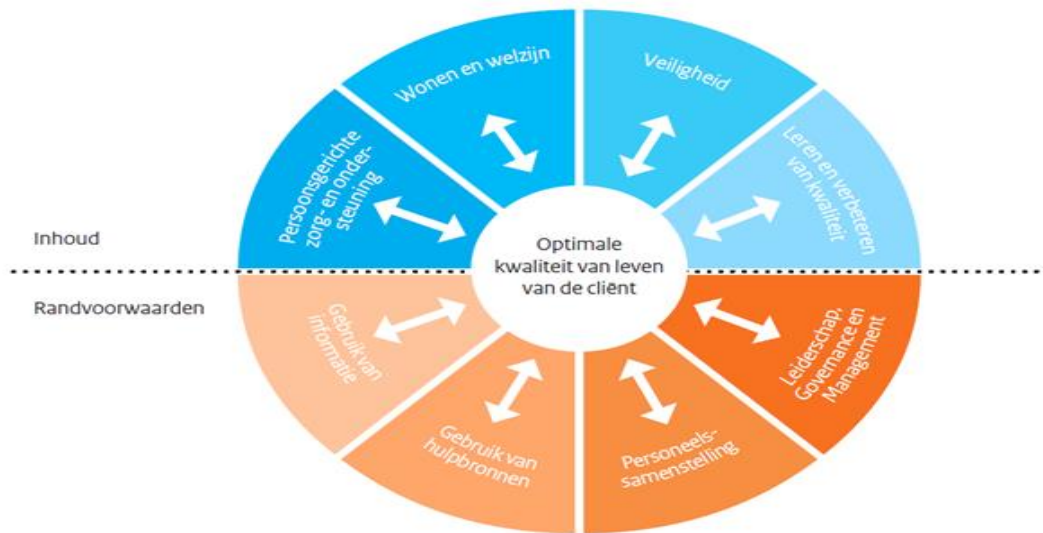 Wonen en welzijn
Veiligheid
Persoonsgerichte
zorg- en onder-
steuning
Leren en verbeteren
van kwaliteit
Inhoud
Optimale
kwaliteit van leven
van de cliënt
Randvoorwaarden
Gebruik van
informatie
Leiderschap,
Governance en
Management
Gebruik van
hulpbronnen
Personeels-
samenstelling